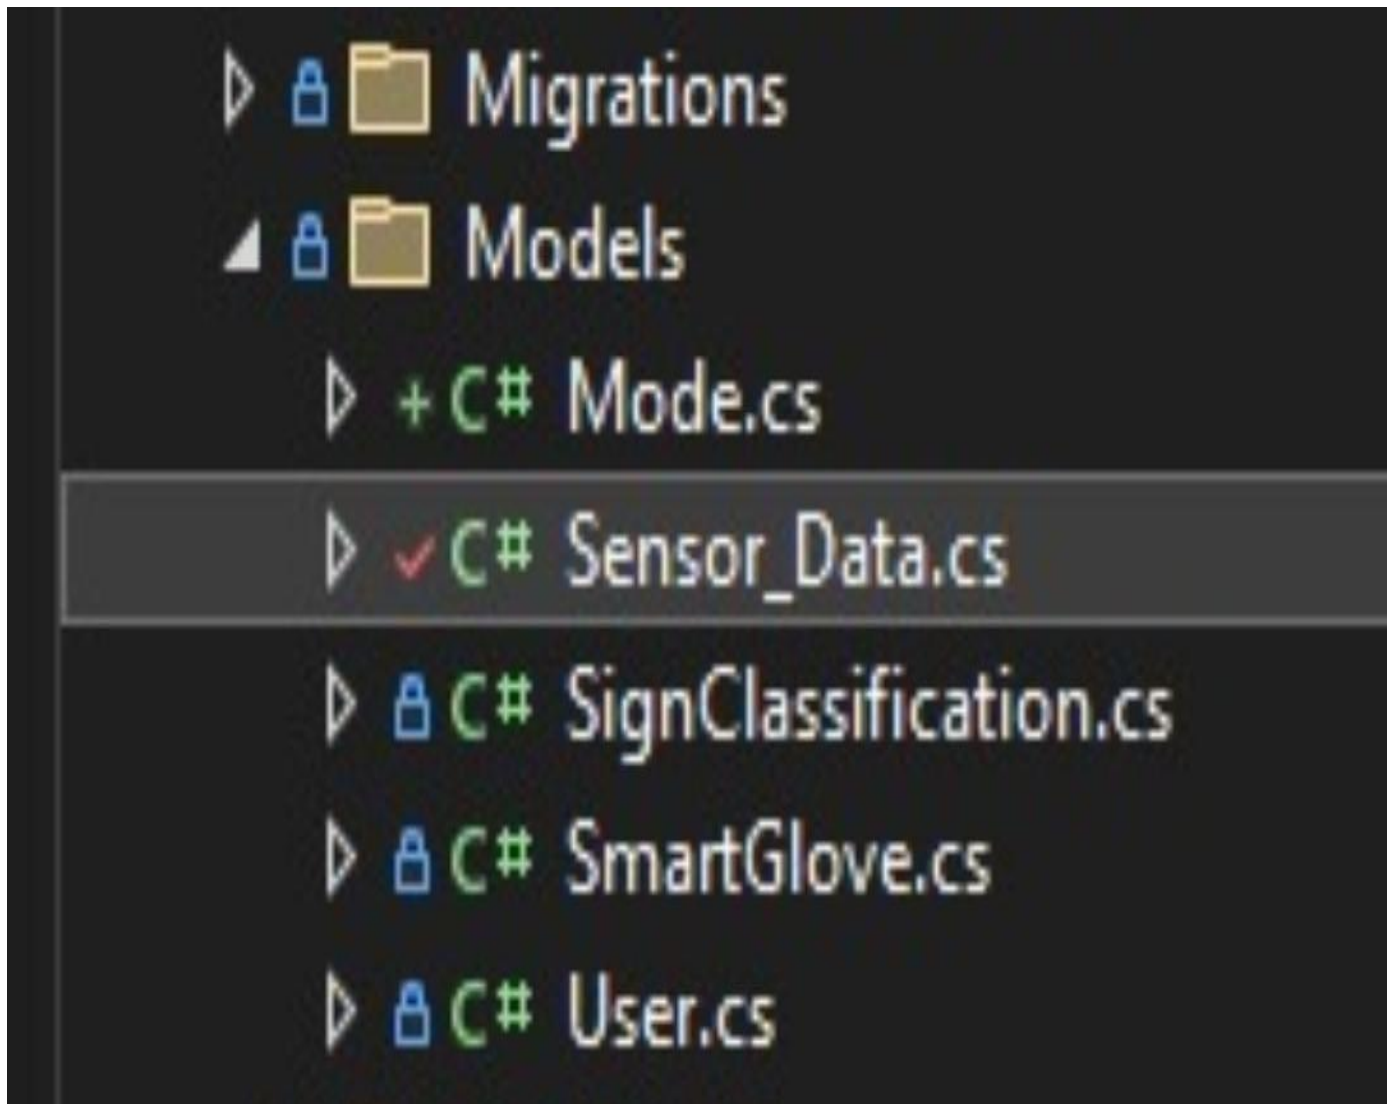 Migrations
Models
+ C# Mode.cs
C# Sensor_Data.cs
C# SignClassification.cs
C# SmartGlove.cs
C# User.cs